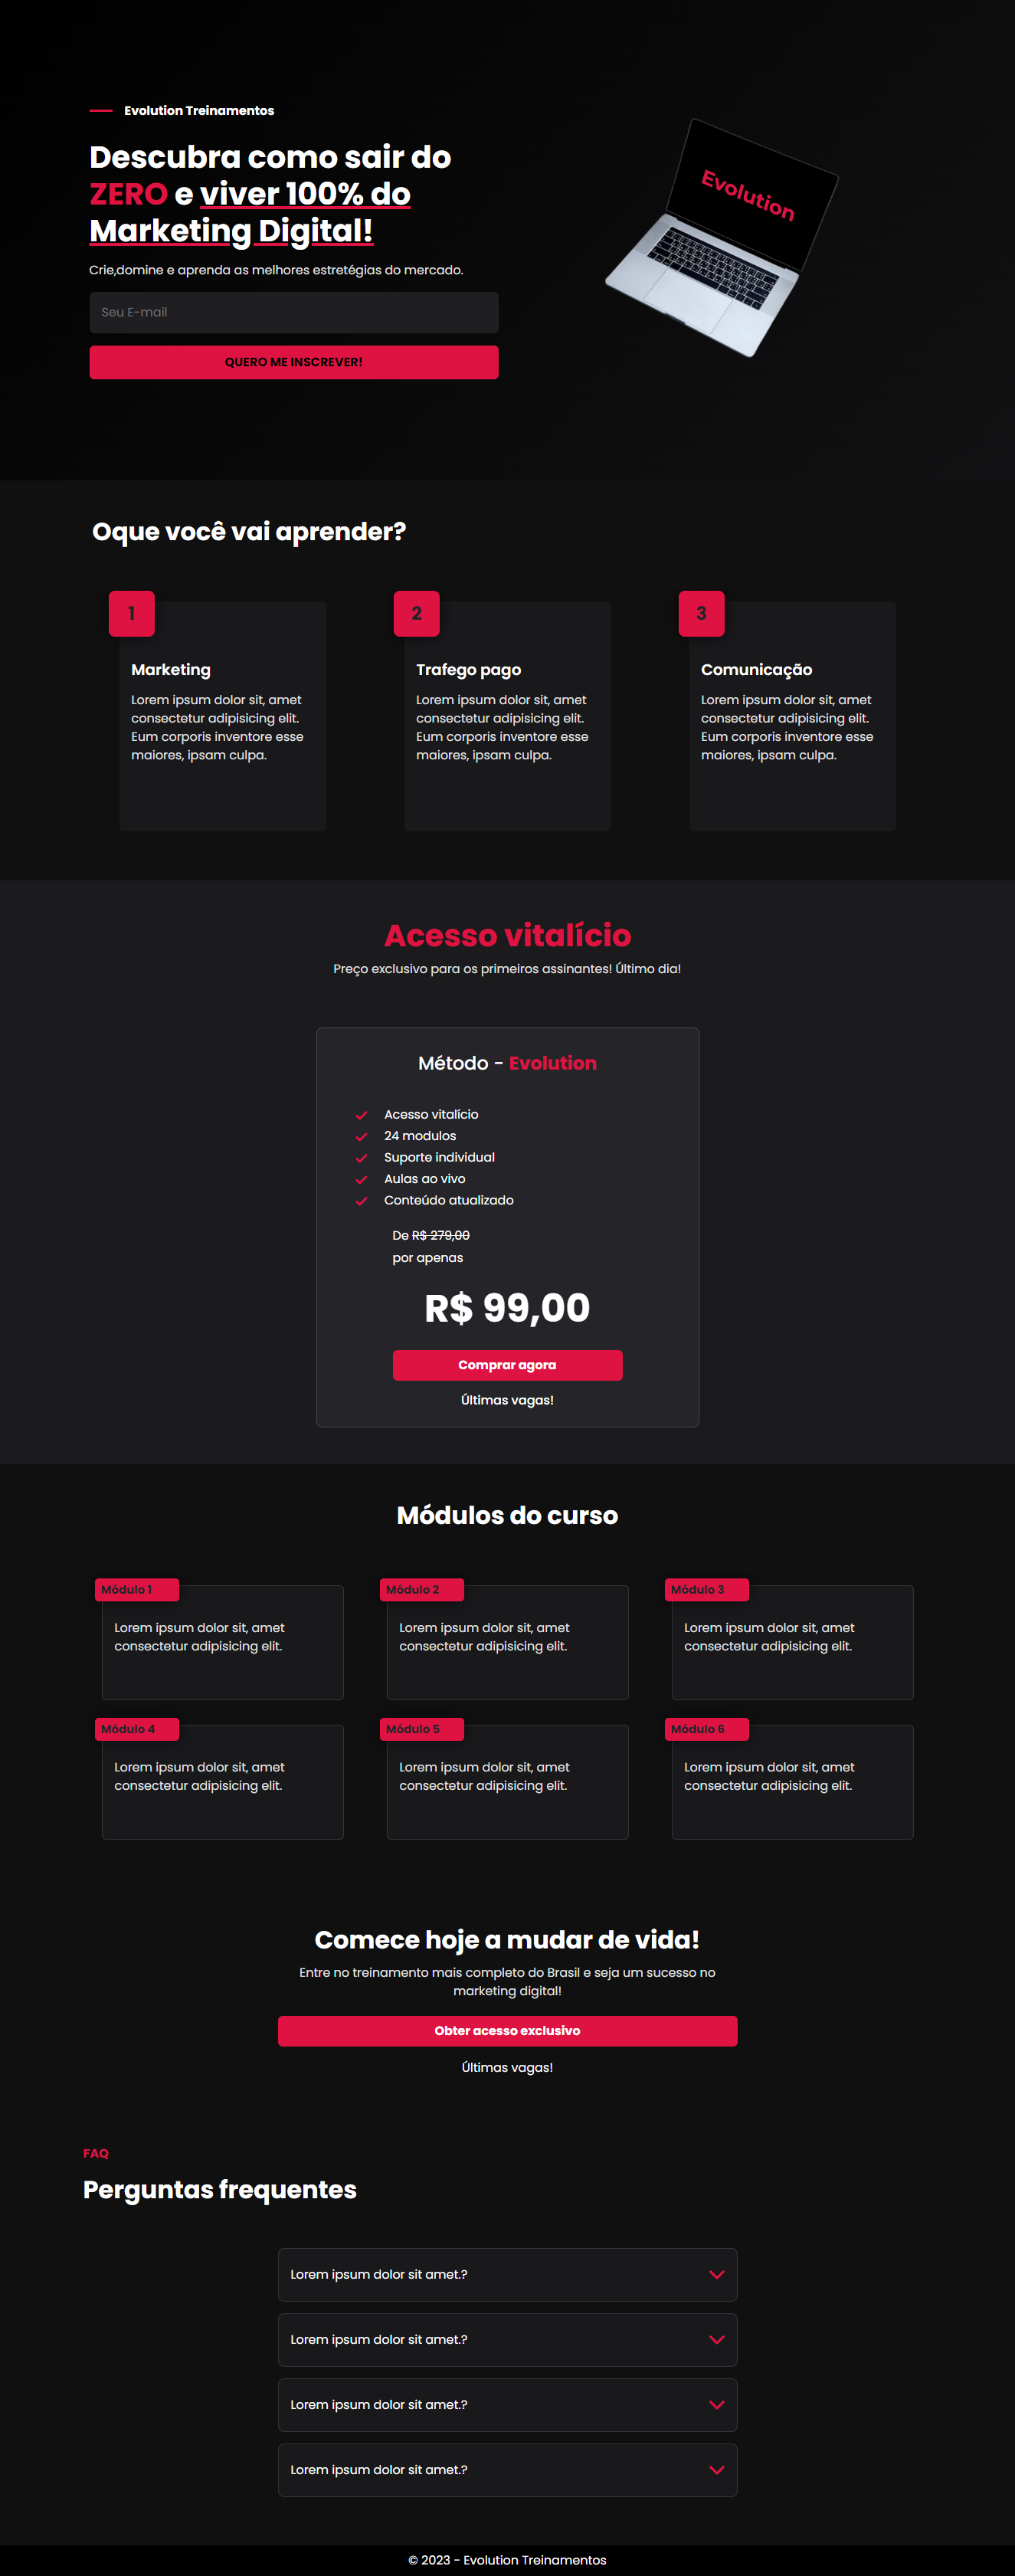 Evolution Treinamentos
Descubra como sair do
ZERO e viver 100% do
Marketing Digital!
Crie,domine e aprenda as melhores estretégias do mercado.
Seu E-mail
QUERO ME INSCREVER!
Evolution
Oque você vai aprender?
1
Marketing
Lorem ipsum dolor sit, amet
consectetur adipisicing elit.
Eum corporis inventore esse
maiores, ipsam culpa.
2
Trafego pago
Lorem ipsum dolor sit, amet
consectetur adipisicing elit.
Eum corporis inventore esse
maiores, ipsam culpa.
3
Comunicação
Lorem ipsum dolor sit, amet
consectetur adipisicing elit.
Eum corporis inventore esse
maiores, ipsam culpa.
Acesso vitalício
Preço exclusivo para os primeiros assinantes! Último dia!
Método - Evolution
Acesso vitalício
24 modulos
Suporte individual
Aulas ao vivo
Conteúdo atualizado
De R$ 279,00
por apenas
R$ 99,00
Comprar agora
Últimas vagas!
Módulos do curso
Módulo 1
Lorem ipsum dolor sit, amet
consectetur adipisicing elit.
Módulo 2
Lorem ipsum dolor sit, amet
consectetur adipisicing elit.
Módulo 3
Lorem ipsum dolor sit, amet
consectetur adipisicing elit.
Módulo 4
Lorem ipsum dolor sit, amet
consectetur adipisicing elit.
Módulo 5
Lorem ipsum dolor sit, amet
consectetur adipisicing elit.
Módulo 6
Lorem ipsum dolor sit, amet
consectetur adipisicing elit.
Comece hoje a mudar de vida!
Entre no treinamento mais completo do Brasil e seja um sucesso no
marketing digital!
Obter acesso exclusivo
Últimas vagas!
FAQ
Perguntas frequentes
Lorem ipsum dolor sit amet.?
Lorem ipsum dolor sit amet.?
Lorem ipsum dolor sit amet.?
Lorem ipsum dolor sit amet.?
© 2023 - Evolution Treinamentos